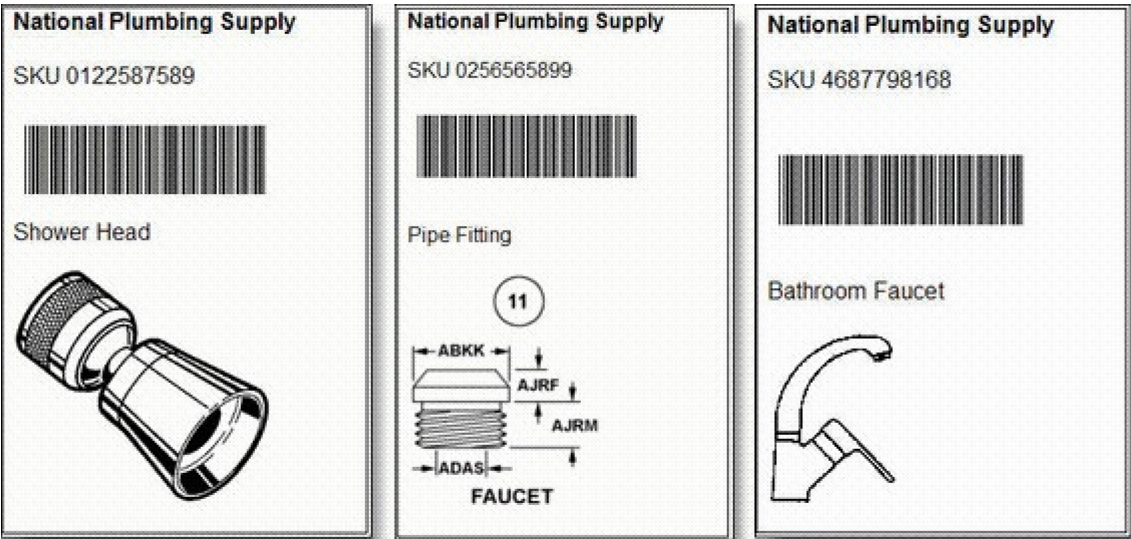 National Plumbing Supply
SKU 0122587589
Shower Head
National Plumbing Supply
SKU 0256565899
Pipe Fitting
11
ABKK
AJRF
AJRM
ADAS
FAUCET
National Plumbing Supply
SKU 4687798168
Bathroom Faucet